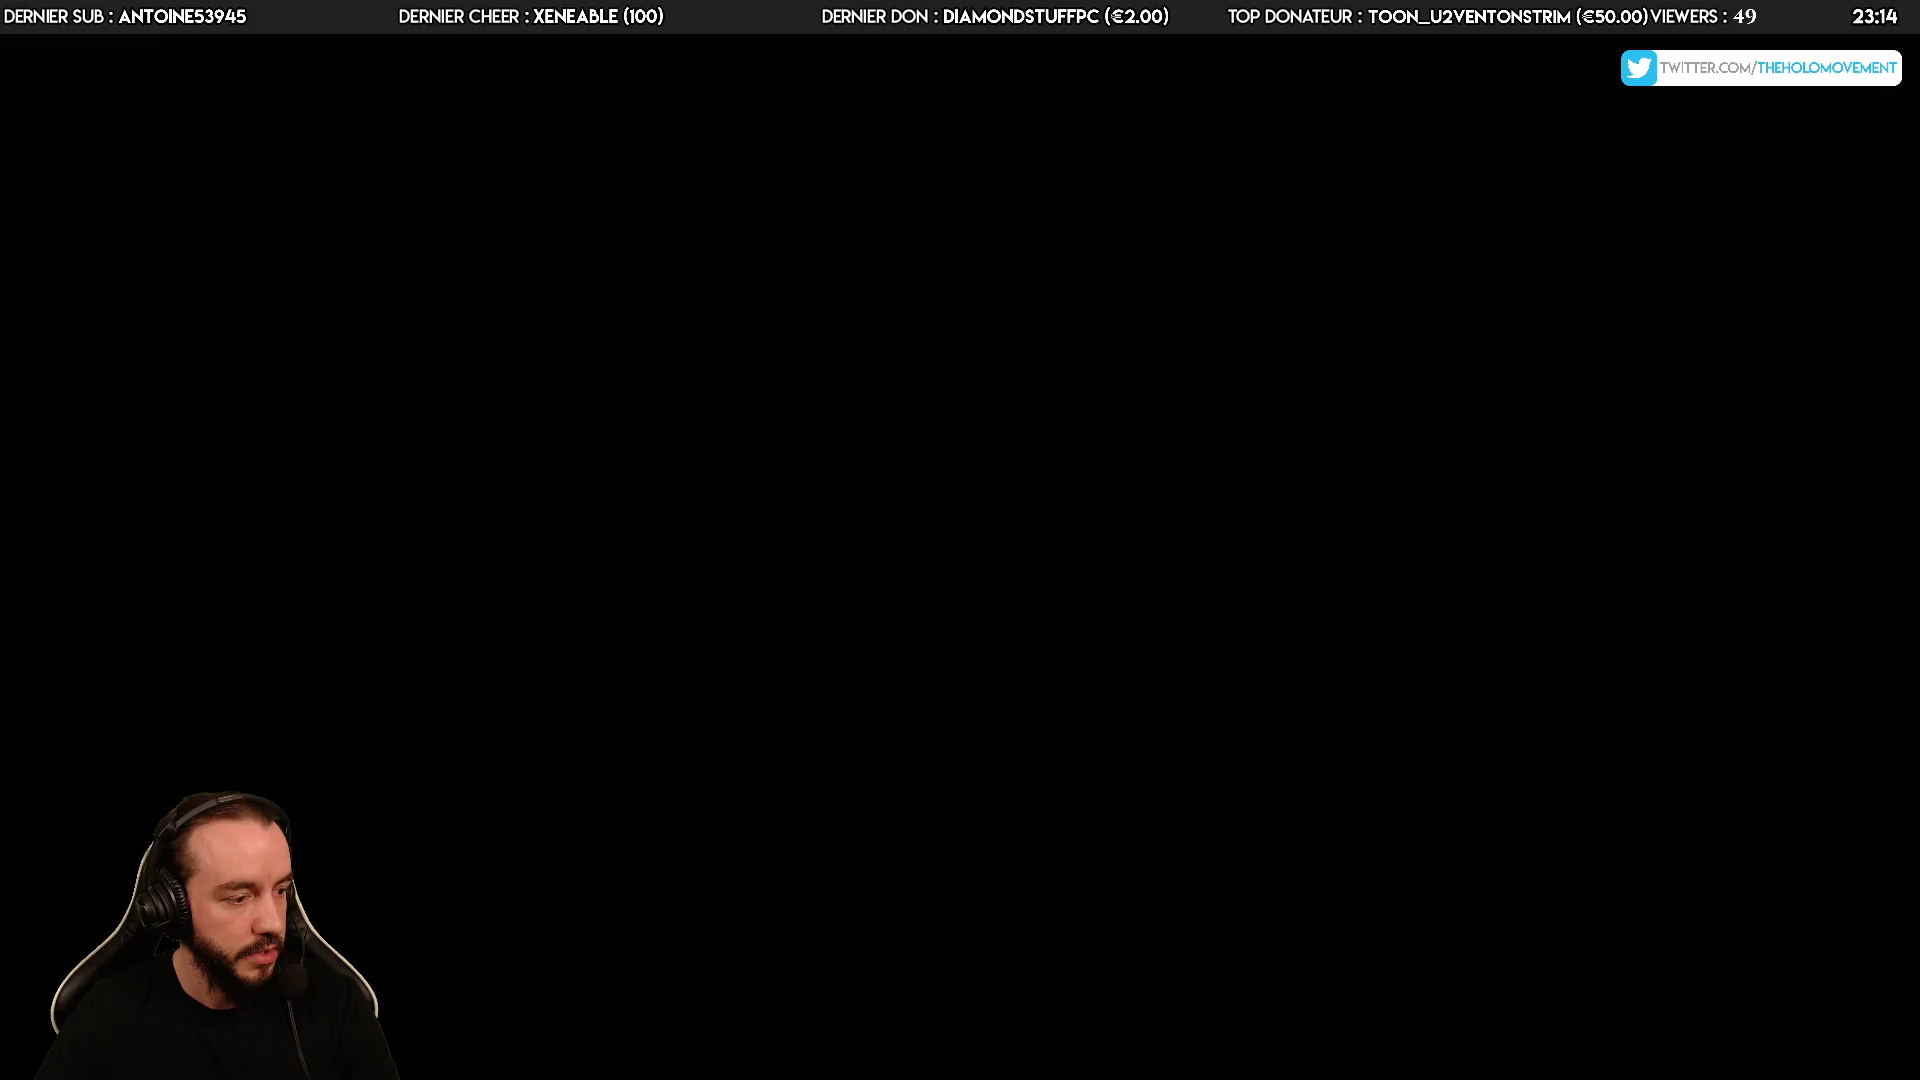 DERNIER SUB : ANTOINE53945 DERNIER CHEER : XENEABLE (100) DERNIER DON : DIAMONDSTUFFPC (€2.00) TOP DONATEUR : TOON_U2VENTONSTRIM (€50.00) VIEWERS : 49 23:14
TWITTER.COM/THEHOLOMOVEMENT